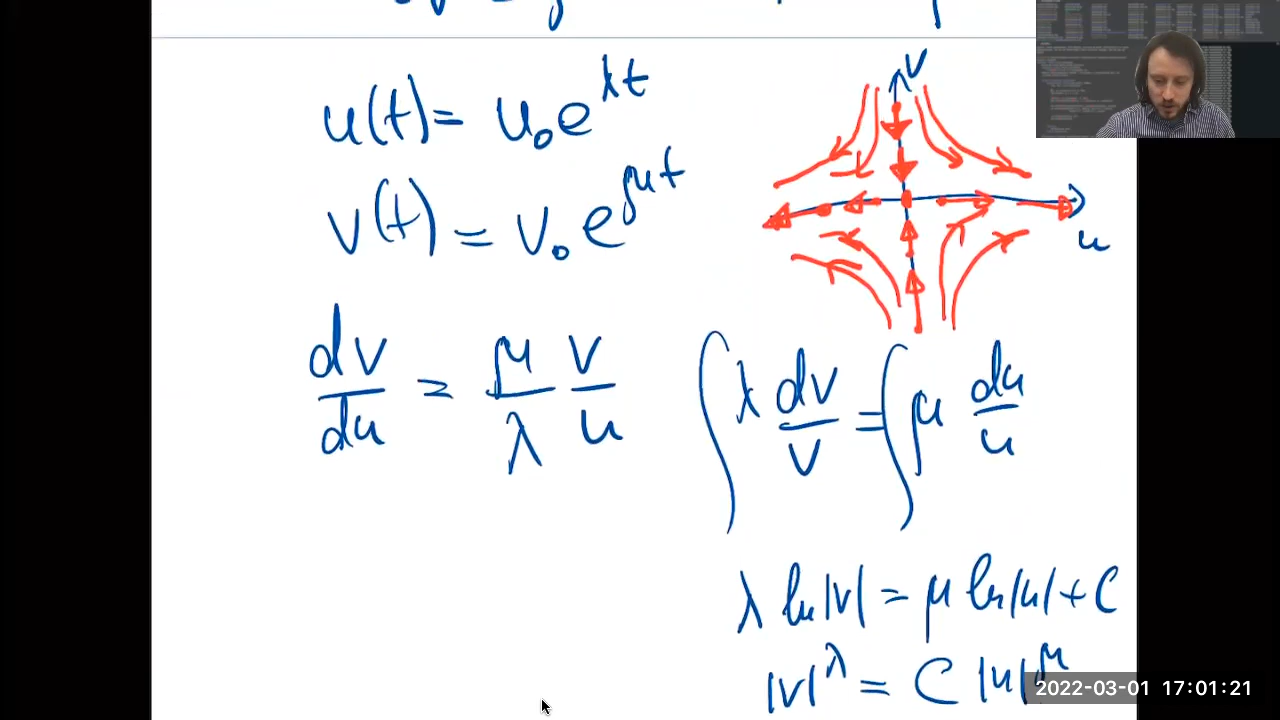 u(t) = u₀e^λt
v(t) = v₀e^μt
v
u
dv/du = μ/λ v/u
∫ λ dv/v = ∫ μ du/u
λ ln|v| = μ ln|u| + C
|v|^λ = C |u|^μ
2022-03-01 17:01:21